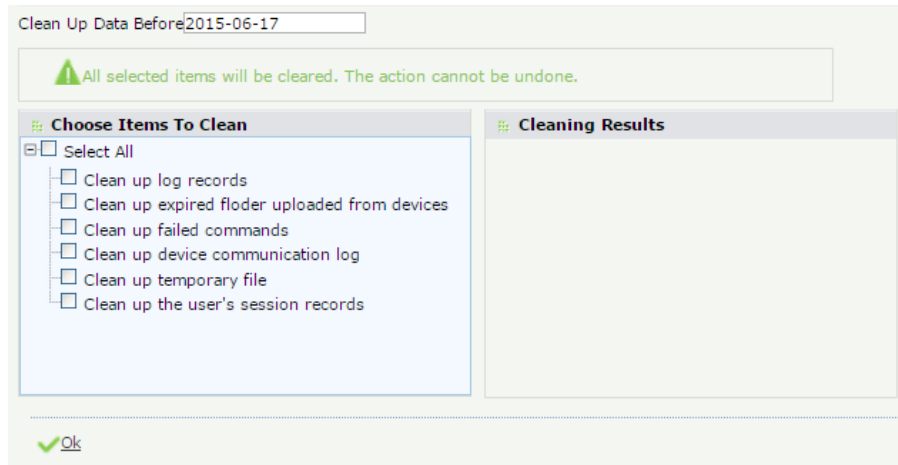 Clean Up Data Before 2015-06-17
All selected items will be cleared. The action cannot be undone.
Choose Items To Clean
Select All
Clean up log records
Clean up expired floder uploaded from devices
Clean up failed commands
Clean up device communication log
Clean up temporary file
Clean up the user's session records
Cleaning Results
Ok